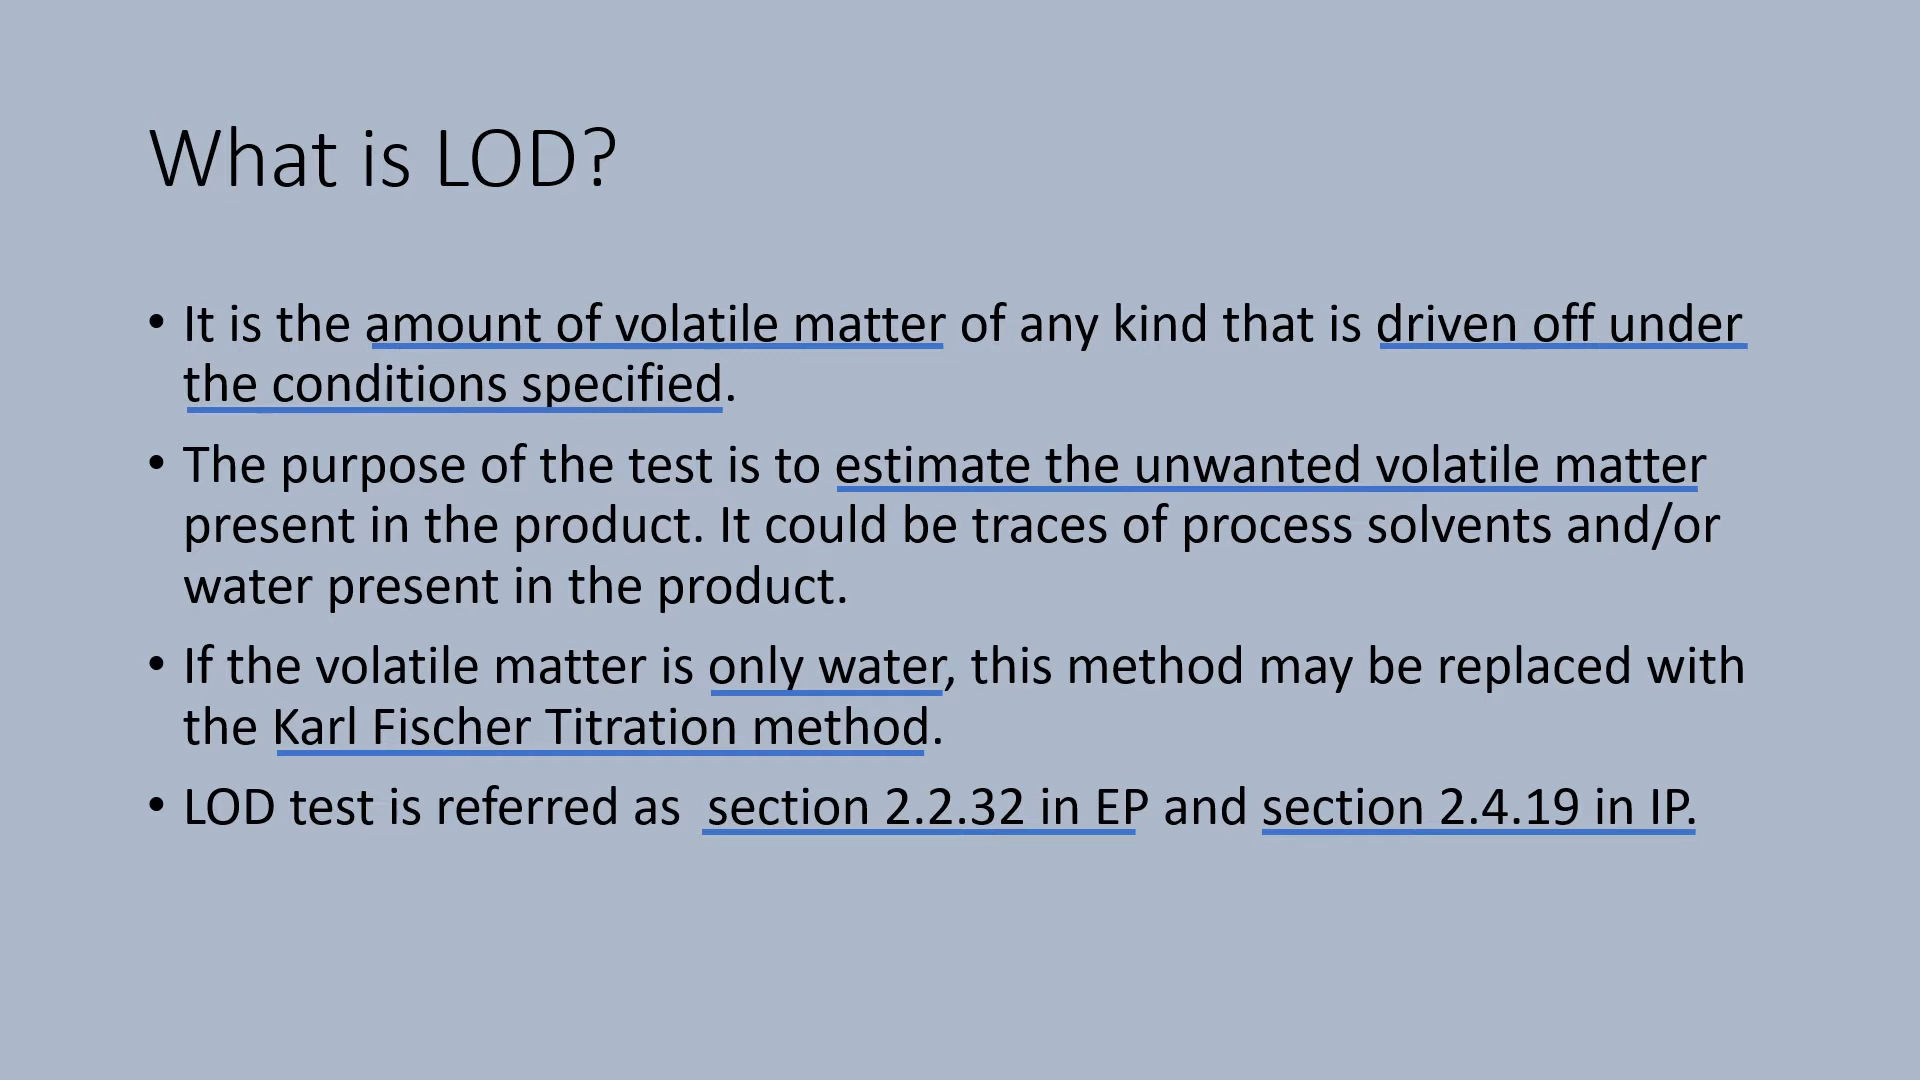 What is LOD?
• It is the amount of volatile matter of any kind that is driven off under
the conditions specified.
• The purpose of the test is to estimate the unwanted volatile matter
present in the product. It could be traces of process solvents and/or
water present in the product.
• If the volatile matter is only water, this method may be replaced with
the Karl Fischer Titration method.
• LOD test is referred as  section 2.2.32 in EP and section 2.4.19 in IP.